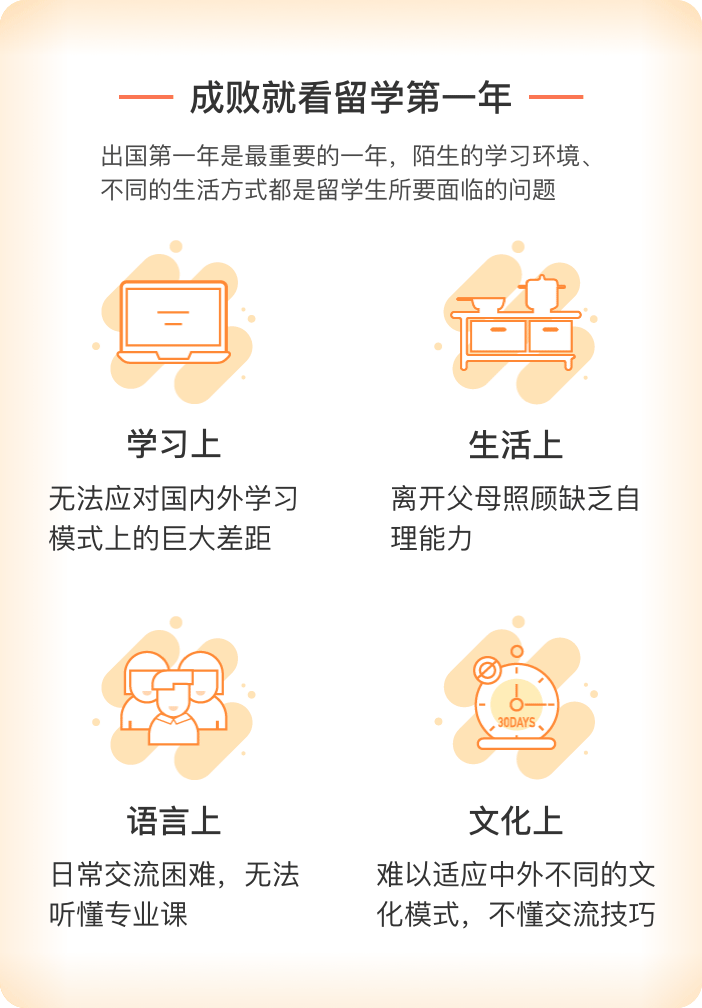 成败就看留学第一年
出国第一年是最重要的一年，陌生的学习环境、
不同的生活方式都是留学生所要面临的问题
学习上
无法应对国内外学习
模式上的巨大差距
生活上
离开父母照顾缺乏自
理能力
语言上
日常交流困难，无法
听懂专业课
30DAYS
文化上
难以适应中外不同的文
化模式，不懂交流技巧